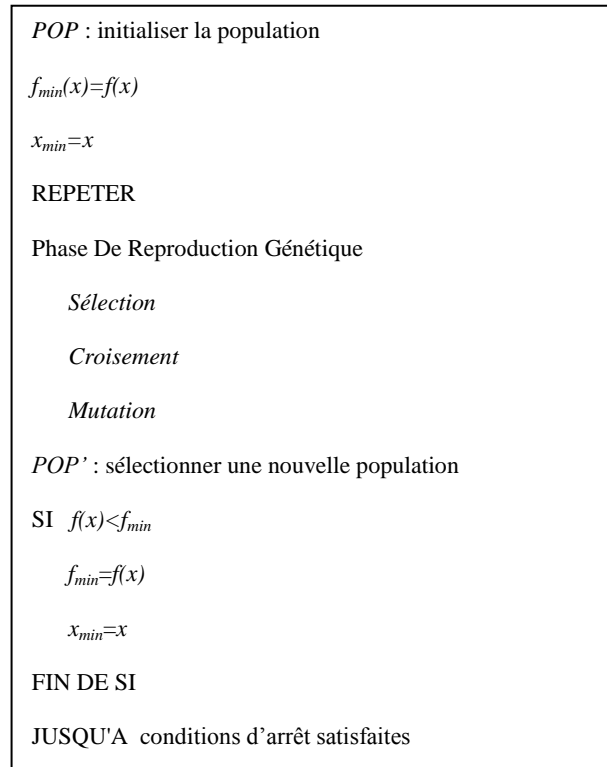 POP : initialiser la population
fmin(x)=f(x)
xmin=x
REPETER
Phase De Reproduction Génétique
Sélection
Croisement
Mutation
POP’ : sélectionner une nouvelle population
SI f(x)<fmin
fmin=f(x)
xmin=x
FIN DE SI
JUSQU'A conditions d’arrêt satisfaites